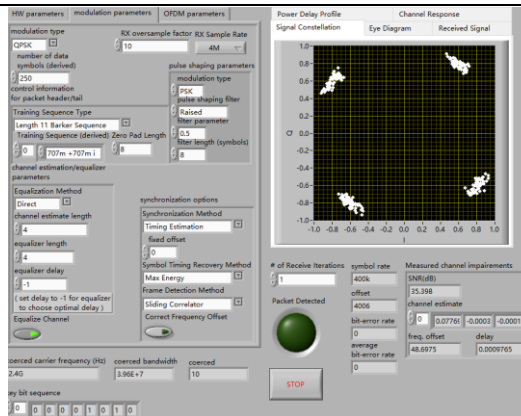 HW parameters modulation parameters OFDM parameters
modulation type
QPSK
number of data
symbols (derived)
250
control information
for packet header/tail
RX oversample factor
10
RX Sample Rate
4M
pulse shaping parameters
modulation type
PSK
pulse shaping filter
Raised
filter parameter
0.5
filter length (symbols)
8
Training Sequence Type
Length 11 Barker Sequence
Training Sequence (derived) Zero Pad Length
0 707m +707m i 8
channel estimation/equalizer
parameters
Equalization Method
Direct
channel estimate length
4
equalizer length
4
equalizer delay
-1
( set delay to -1 for equalizer
to choose optimal delay )
Equalize Channel
synchronization options
Synchronization Method
Timing Estimation
fixed offset
0
Symbol Timing Recovery Method
Max Energy
Frame Detection Method
Sliding Correlator
Correct Frequency Offset
coerced carrier frequency (Hz) coerced bandwidth coerced
2.4G 3.96E+7 10
key bit sequence
0 0 0 0 0 1 0 1 0
Power Delay Profile Channel Response
Signal Constellation Eye Diagram Received Signal
1.0
0.8
0.6
0.4
0.2
0.0
-0.2
-0.4
-0.6
-0.8
-1.0
Q
-1.0 -0.8 -0.6 -0.4 -0.2 0.0 0.2 0.4 0.6 0.8 1.0
I
# of Receive Iterations
1
Packet Detected
STOP
symbol rate
400k
offset
4006
bit-error rate
0
average
bit-error rate
0
Measured channel impairments
SNR(dB)
35.398
channel estimate
0 -0.0003 -0.0001
freq. offset delay
48.6975 0.0009765